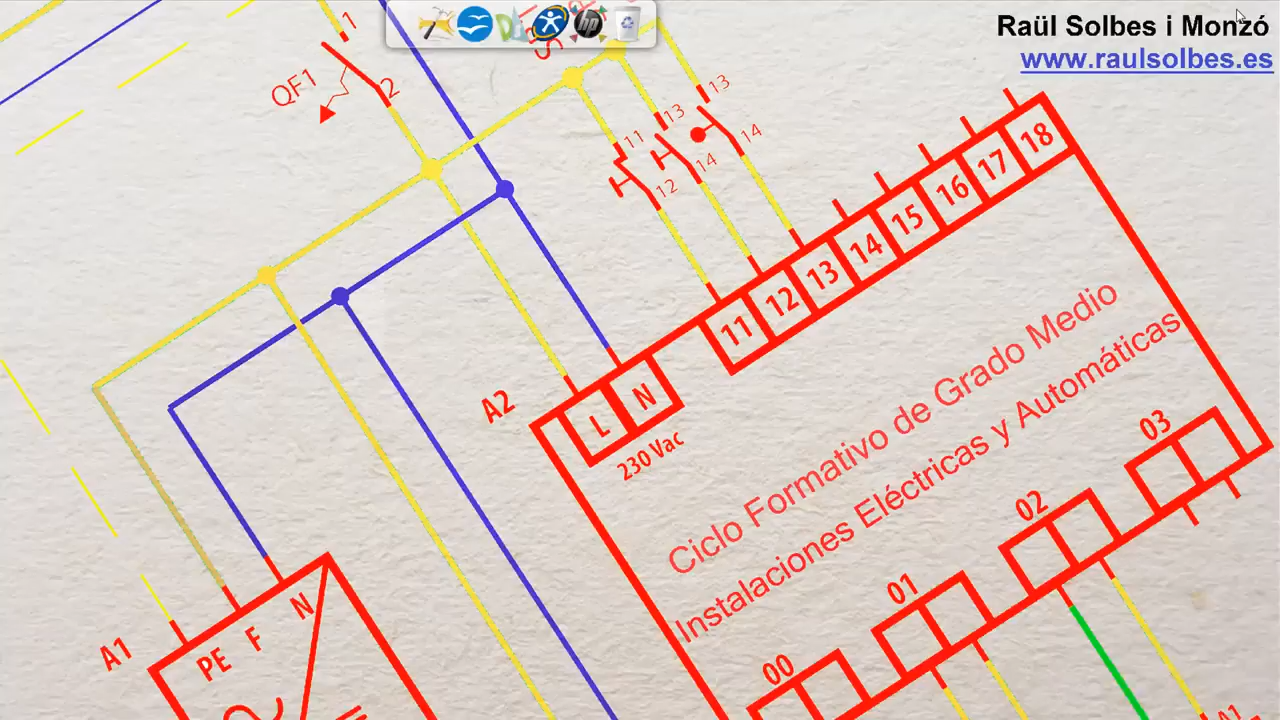 Raül Solbes i Monzó
www.raulsolbes.es
1
QF1
2
13
13
11
14
14
12
18
17
16
15
14
13
12
11
A2
L
N
230 Vac
Ciclo Formativo de Grado Medio
Instalaciones Eléctricas y Automáticas
03
02
01
00
A1
PE
F
N
A1
hp